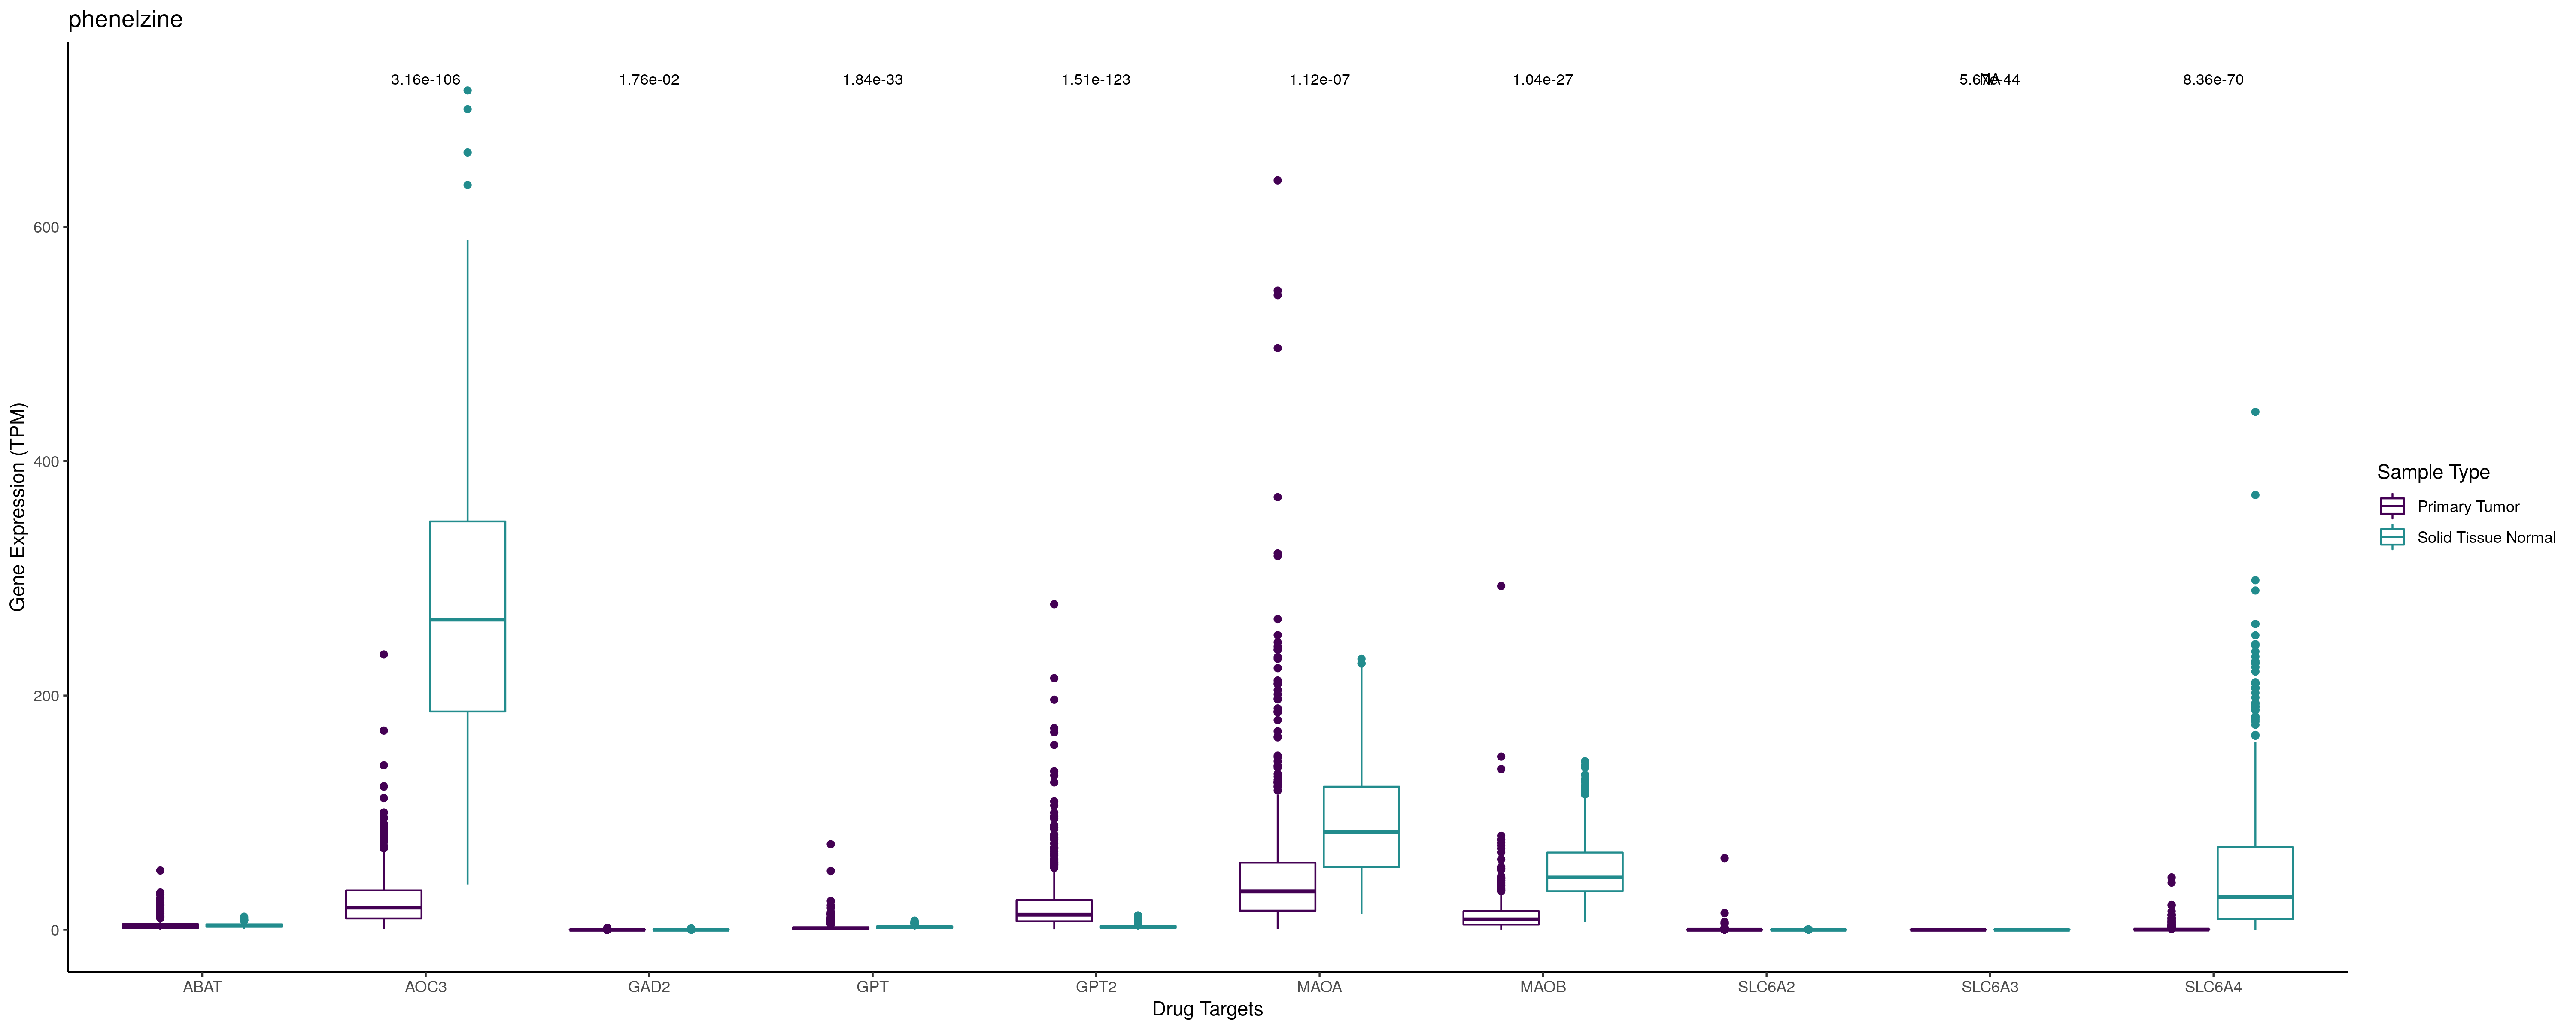 phenelzine
3.16e-106 1.76e-02 1.84e-33 1.51e-123 1.12e-07 1.04e-27 8.36e-70
600
400
200
0
Gene Expression (TPM)
ABAT AOC3 GAD2 GPT GPT2 MAOA MAOB SLC6A2 SLC6A3 SLC6A4
Drug Targets
Sample Type
Primary Tumor
Solid Tissue Normal